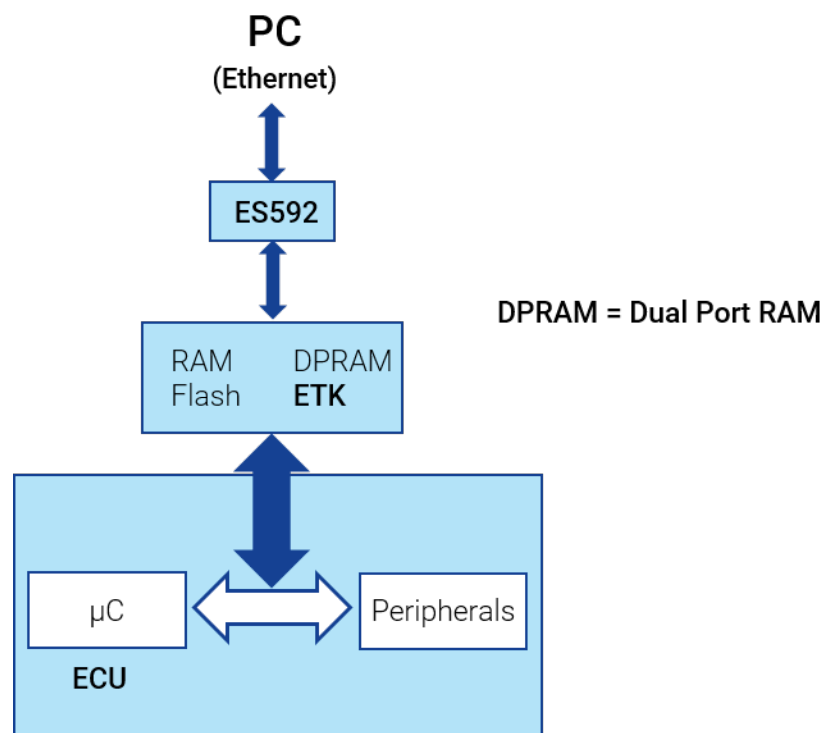 PC
(Ethernet)
ES592
DPRAM = Dual Port RAM
RAM DPRAM
Flash ETK
µC Peripherals
ECU